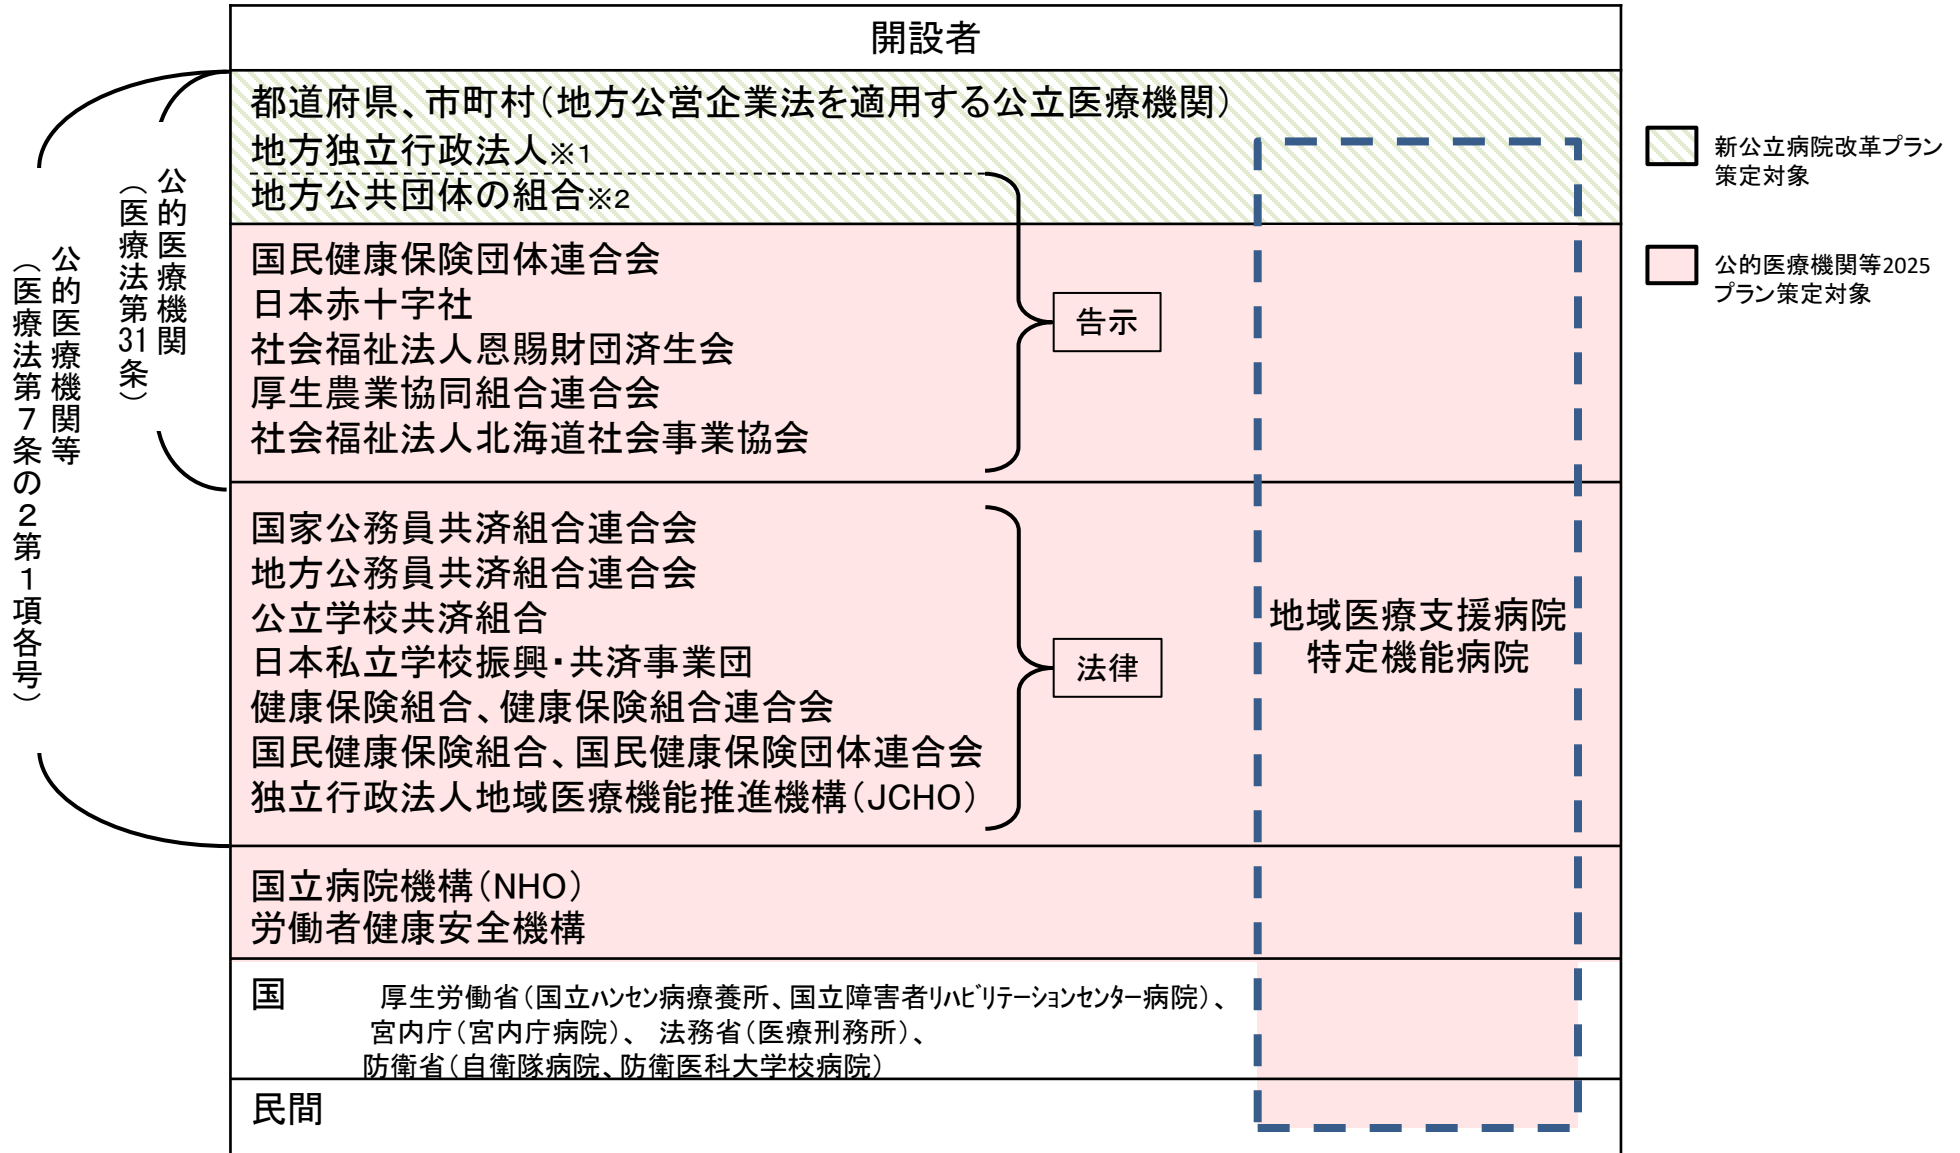 開設者
都道府県、市町村（地方公営企業法を適用する公立医療機関）
地方独立行政法人※1
地方公共団体の組合※2
国民健康保険団体連合会
日本赤十字社
社会福祉法人恩賜財団済生会
厚生農業協同組合連合会
社会福祉法人北海道社会事業協会
告示
国家公務員共済組合連合会
地方公務員共済組合連合会
公立学校共済組合
日本私立学校振興・共済事業団
健康保険組合、健康保険組合連合会
国民健康保険組合、国民健康保険団体連合会
独立行政法人地域医療機能推進機構（JCHO）
法律
地域医療支援病院
特定機能病院
国立病院機構（NHO）
労働者健康安全機構
国 厚生労働省（国立ﾊﾝｾﾝ病療養所、国立障害者ﾘﾊﾋﾞﾘﾃｰｼｮﾝｾﾝﾀｰ病院）、
宮内庁（宮内庁病院）、 法務省（医療刑務所）、
防衛省（自衛隊病院、防衛医科大学校病院）
民間
公的医療機関
（医療法第31条）
公的医療機関等
（医療法第７条の２第１項各号）
新公立病院改革プラン
策定対象
公的医療機関等2025
プラン策定対象